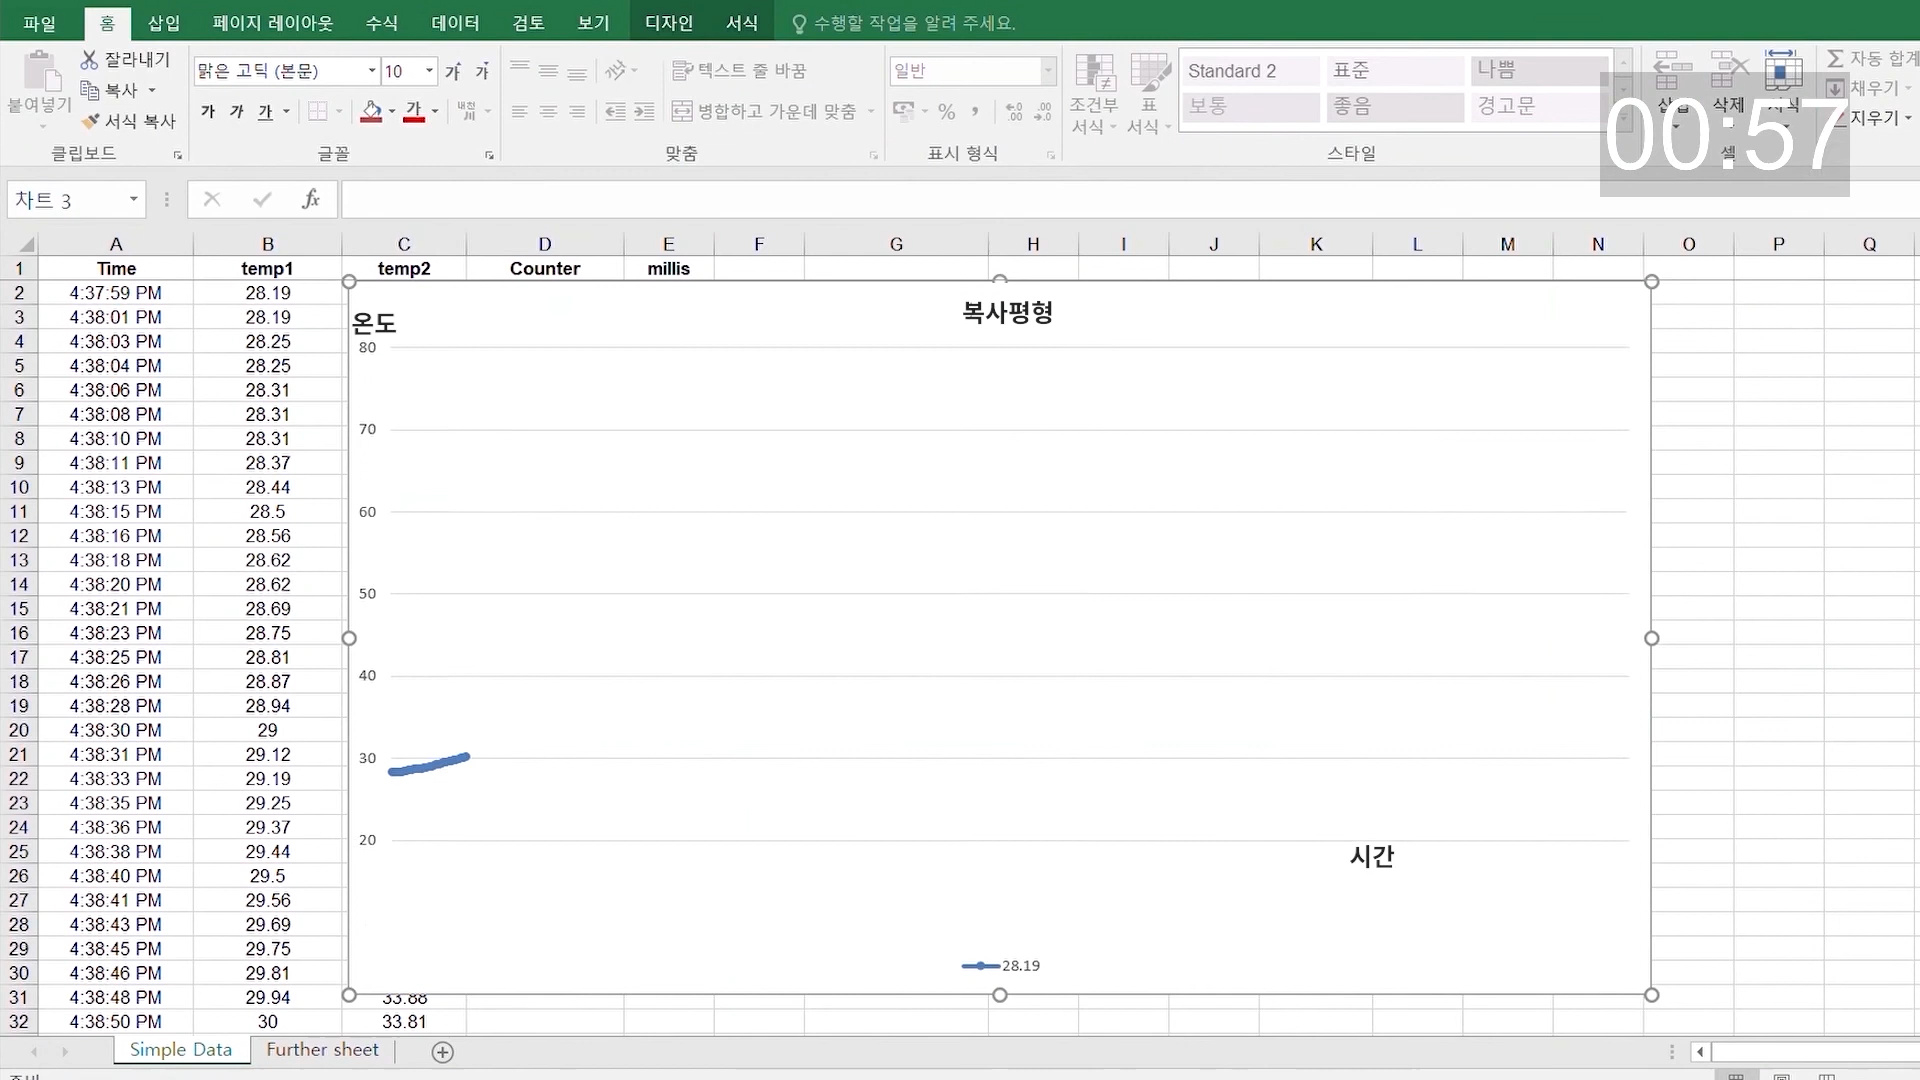 파일 홈 삽입 페이지 레이아웃 수식 데이터 검토 보기 디자인 서식 수행할 작업을 알려 주세요.
붙여넣기 잘라내기 복사 서식 복사 클립보드
맑은 고딕 (본문) 10 가 가
가 가 가 가 내천 글꼴
텍스트 줄 바꿈
병합하고 가운데 맞춤
맞춤
일반
% ,
표시 형식
조건부 서식 표 서식
Standard 2 표준 나쁨
보통 좋음 경고문
스타일
삽입 삭제 서식
셀
자동 합계
채우기
지우기
00:57
차트 3 fx
A B C D E F G H I J K L M N O P Q
1 Time temp1 temp2 Counter millis
2 4:37:59 PM 28.19
3 4:38:01 PM 28.19
4 4:38:03 PM 28.25
5 4:38:04 PM 28.25
6 4:38:06 PM 28.31
7 4:38:08 PM 28.31
8 4:38:10 PM 28.31
9 4:38:11 PM 28.37
10 4:38:13 PM 28.44
11 4:38:15 PM 28.5
12 4:38:16 PM 28.56
13 4:38:18 PM 28.62
14 4:38:20 PM 28.62
15 4:38:21 PM 28.69
16 4:38:23 PM 28.75
17 4:38:25 PM 28.81
18 4:38:26 PM 28.87
19 4:38:28 PM 28.94
20 4:38:30 PM 29
21 4:38:31 PM 29.12
22 4:38:33 PM 29.19
23 4:38:35 PM 29.25
24 4:38:36 PM 29.37
25 4:38:38 PM 29.44
26 4:38:40 PM 29.5
27 4:38:41 PM 29.56
28 4:38:43 PM 29.69
29 4:38:45 PM 29.75
30 4:38:46 PM 29.81
31 4:38:48 PM 29.94 33.88
32 4:38:50 PM 30 33.81
복사평형
온도
80
70
60
50
40
30
20
시간
28.19
Simple Data Further sheet